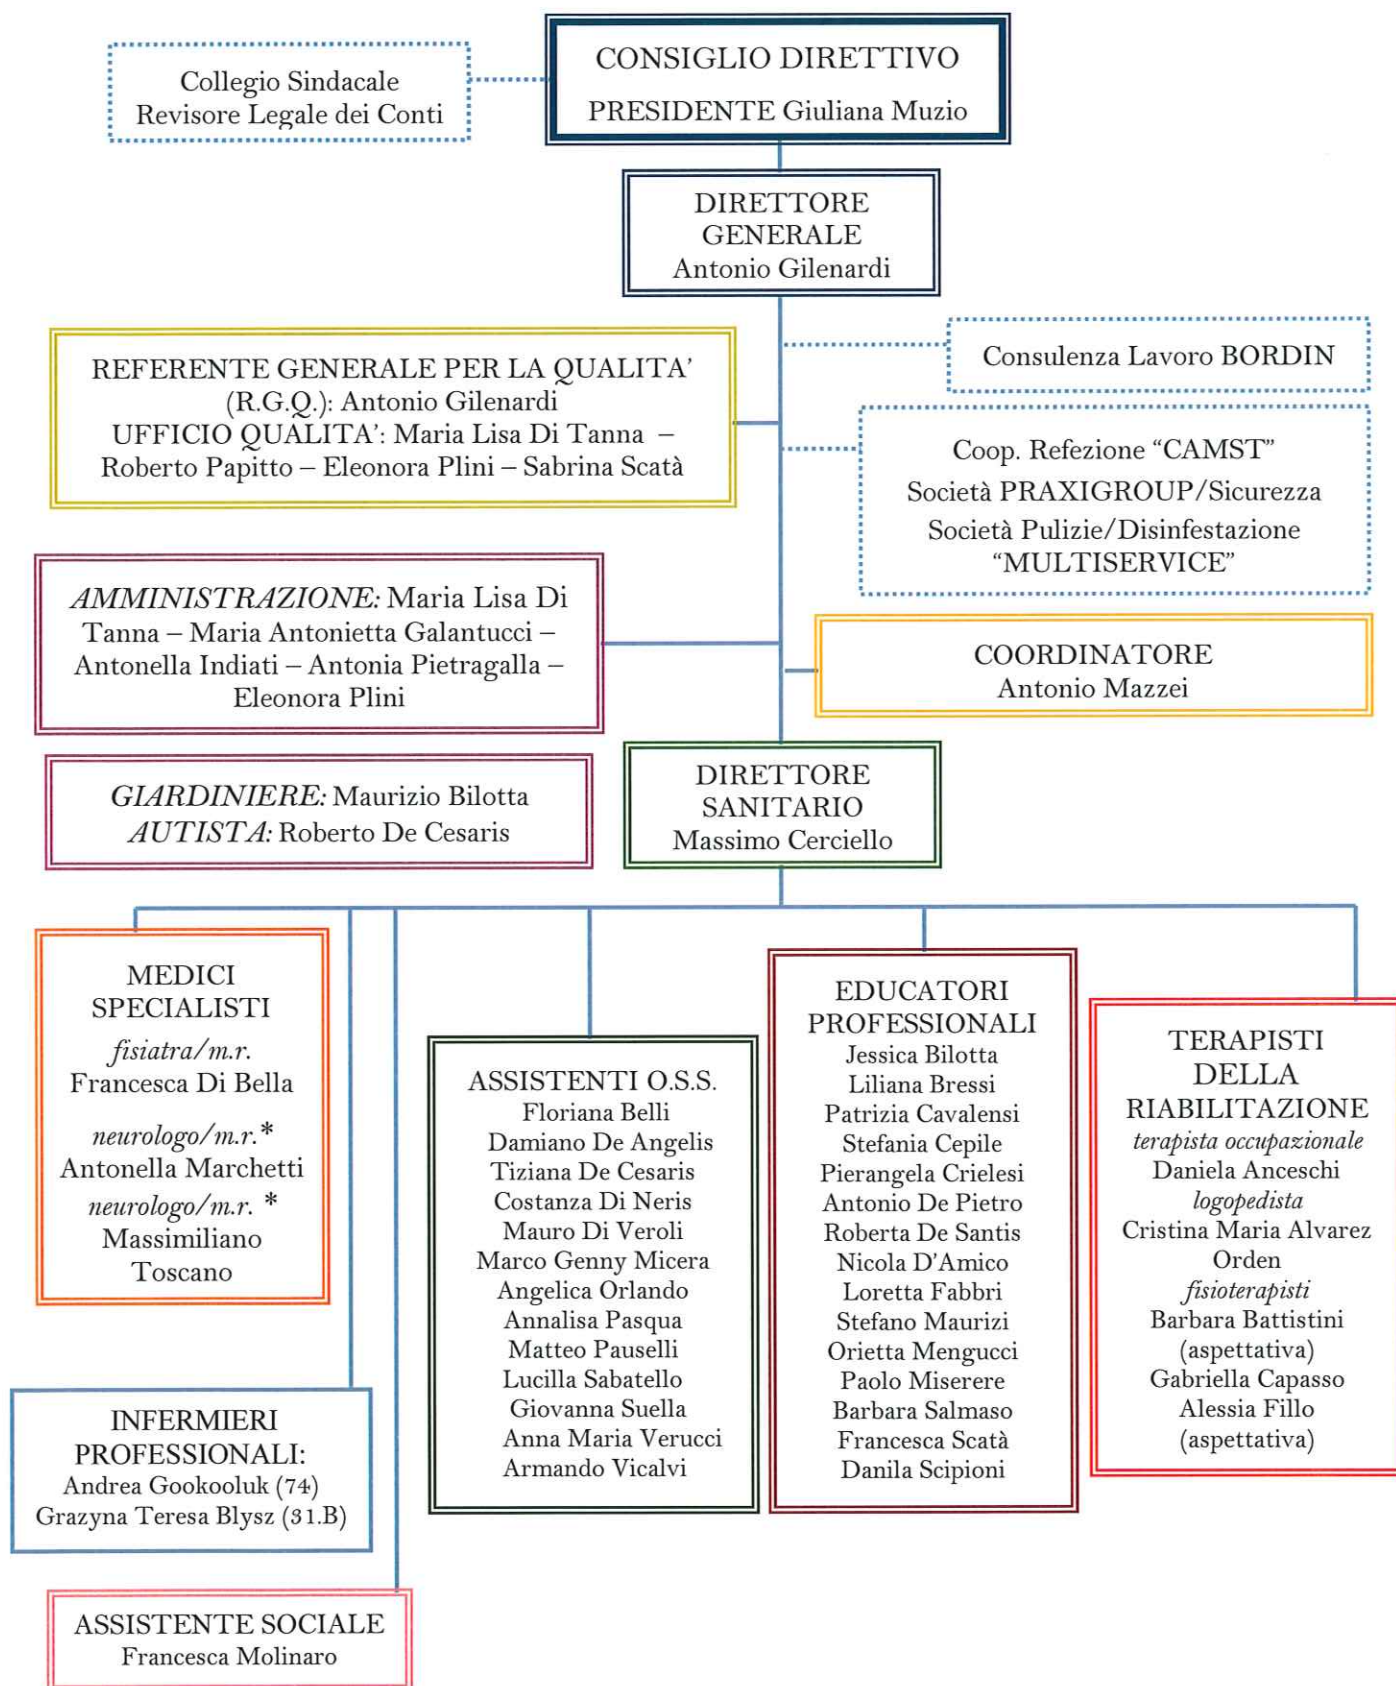 CONSIGLIO DIRETTIVO
PRESIDENTE Giuliana Muzio
Collegio Sindacale
Revisore Legale dei Conti
DIRETTORE
GENERALE
Antonio Gilenardi
REFERENTE GENERALE PER LA QUALITA’
(R.G.Q.): Antonio Gilenardi
UFFICIO QUALITA’: Maria Lisa Di Tanna –
Roberto Papitto – Eleonora Plini – Sabrina Scatà
Consulenza Lavoro BORDIN
Coop. Refezione “CAMST”
Società PRAXIGROUP/Sicurezza
Società Pulizie/Disinfestazione
“MULTISERVICE”
AMMINISTRAZIONE: Maria Lisa Di
Tanna – Maria Antonietta Galantucci –
Antonella Indiati – Antonia Pietragalla –
Eleonora Plini
COORDINATORE
Antonio Mazzei
GIARDINIERE: Maurizio Bilotta
AUTISTA: Roberto De Cesaris
DIRETTORE
SANITARIO
Massimo Cerciello
MEDICI
SPECIALISTI
fisiatra/m.r.
Francesca Di Bella
neurologo/m.r.*
Antonella Marchetti
neurologo/m.r. *
Massimiliano
Toscano
INFERMIERI
PROFESSIONALI:
Andrea Gookooluk (74)
Grazyna Teresa Blysz (31.B)
ASSISTENTE SOCIALE
Francesca Molinaro
ASSISTENTI O.S.S.
Floriana Belli
Damiano De Angelis
Tiziana De Cesaris
Costanza Di Neris
Mauro Di Veroli
Marco Genny Micera
Angelica Orlando
Annalisa Pasqua
Matteo Pauselli
Lucilla Sabatello
Giovanna Suella
Anna Maria Verucci
Armando Vicalvi
EDUCATORI
PROFESSIONALI
Jessica Bilotta
Liliana Bressi
Patrizia Cavalensi
Stefania Cepile
Pierangela Crielesi
Antonio De Pietro
Roberta De Santis
Nicola D’Amico
Loretta Fabbri
Stefano Maurizi
Orietta Mengucci
Paolo Miserere
Barbara Salmaso
Francesca Scatà
Danila Scipioni
TERAPISTI
DELLA
RIABILITAZIONE
terapista occupazionale
Daniela Anceschi
logopedista
Cristina Maria Alvarez
Orden
fisioterapisti
Barbara Battistini
(aspettativa)
Gabriella Capasso
Alessia Fillo
(aspettativa)